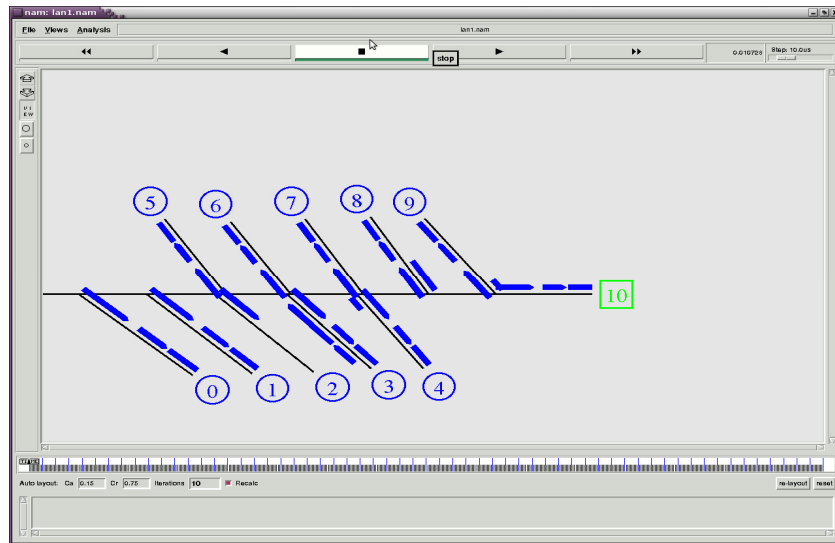 nam: lan1.nam
File Views Analysis lan1.nam
stop 0.010728 Step: 10.0us
5 6 7 8 9
10
0 1 2 3 4
TIME
Auto layout: Ca 0.15 Cr 0.75 Iterations 10 Recalc re-layout reset